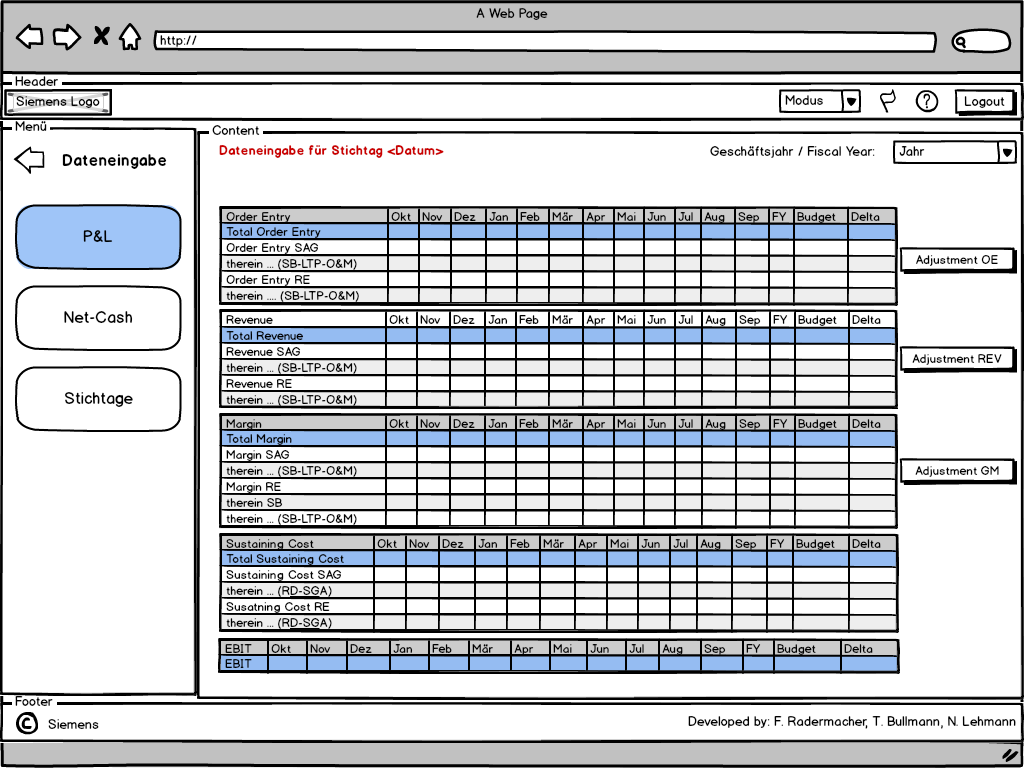 A Web Page
http://
Header
Siemens Logo Modus ? Logout
Menü
Content
Dateneingabe
Dateneingabe für Stichtag <Datum> Geschäftsjahr / Fiscal Year: Jahr
P&L
Net-Cash
Stichtage
Order Entry Okt Nov Dez Jan Feb Mär Apr Mai Jun Jul Aug Sep FY Budget Delta
Total Order Entry
Order Entry SAG
therein ... (SB-LTP-O&M)
Order Entry RE
therein .... (SB-LTP-O&M)
Adjustment OE
Revenue Okt Nov Dez Jan Feb Mär Apr Mai Jun Jul Aug Sep FY Budget Delta
Total Revenue
Revenue SAG
therein ... (SB-LTP-O&M)
Revenue RE
therein ... (SB-LTP-O&M)
Adjustment REV
Margin Okt Nov Dez Jan Feb Mär Apr Mai Jun Jul Aug Sep FY Budget Delta
Total Margin
Margin SAG
therein ... (SB-LTP-O&M)
Margin RE
therein SB
therein ... (SB-LTP-O&M)
Adjustment GM
Sustaining Cost Okt Nov Dez Jan Feb Mär Apr Mai Jun Jul Aug Sep FY Budget Delta
Total Sustaining Cost
Sustaining Cost SAG
therein ... (RD-SGA)
Susatning Cost RE
therein ... (RD-SGA)
EBIT Okt Nov Dez Jan Feb Mär Apr Mai Jun Jul Aug Sep FY Budget Delta
EBIT
Footer
© Siemens
Developed by: F. Radermacher, T. Bullmann, N. Lehmann